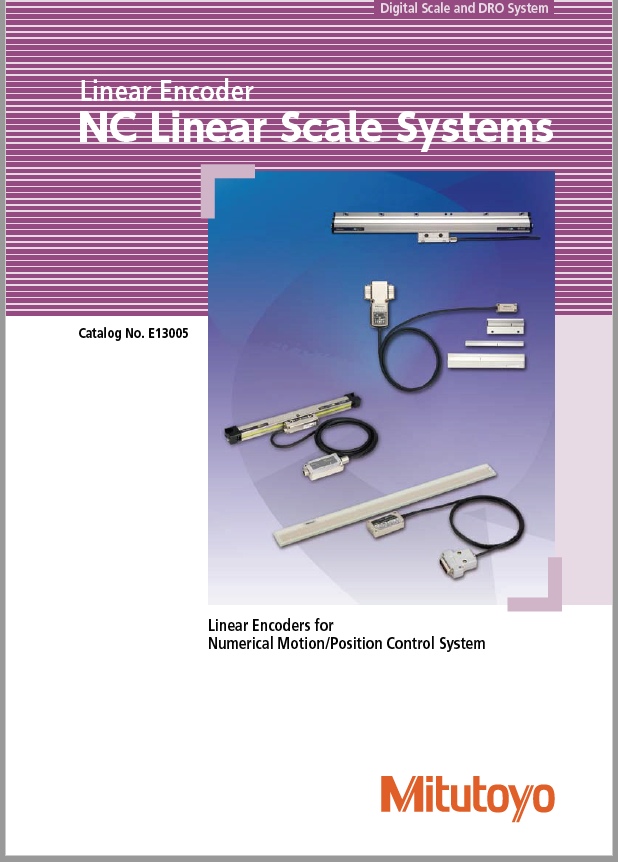 Digital Scale and DRO System
Linear Encoder
NC Linear Scale Systems
Catalog No. E13005
Linear Encoders for
Numerical Motion/Position Control System
Mitutoyo